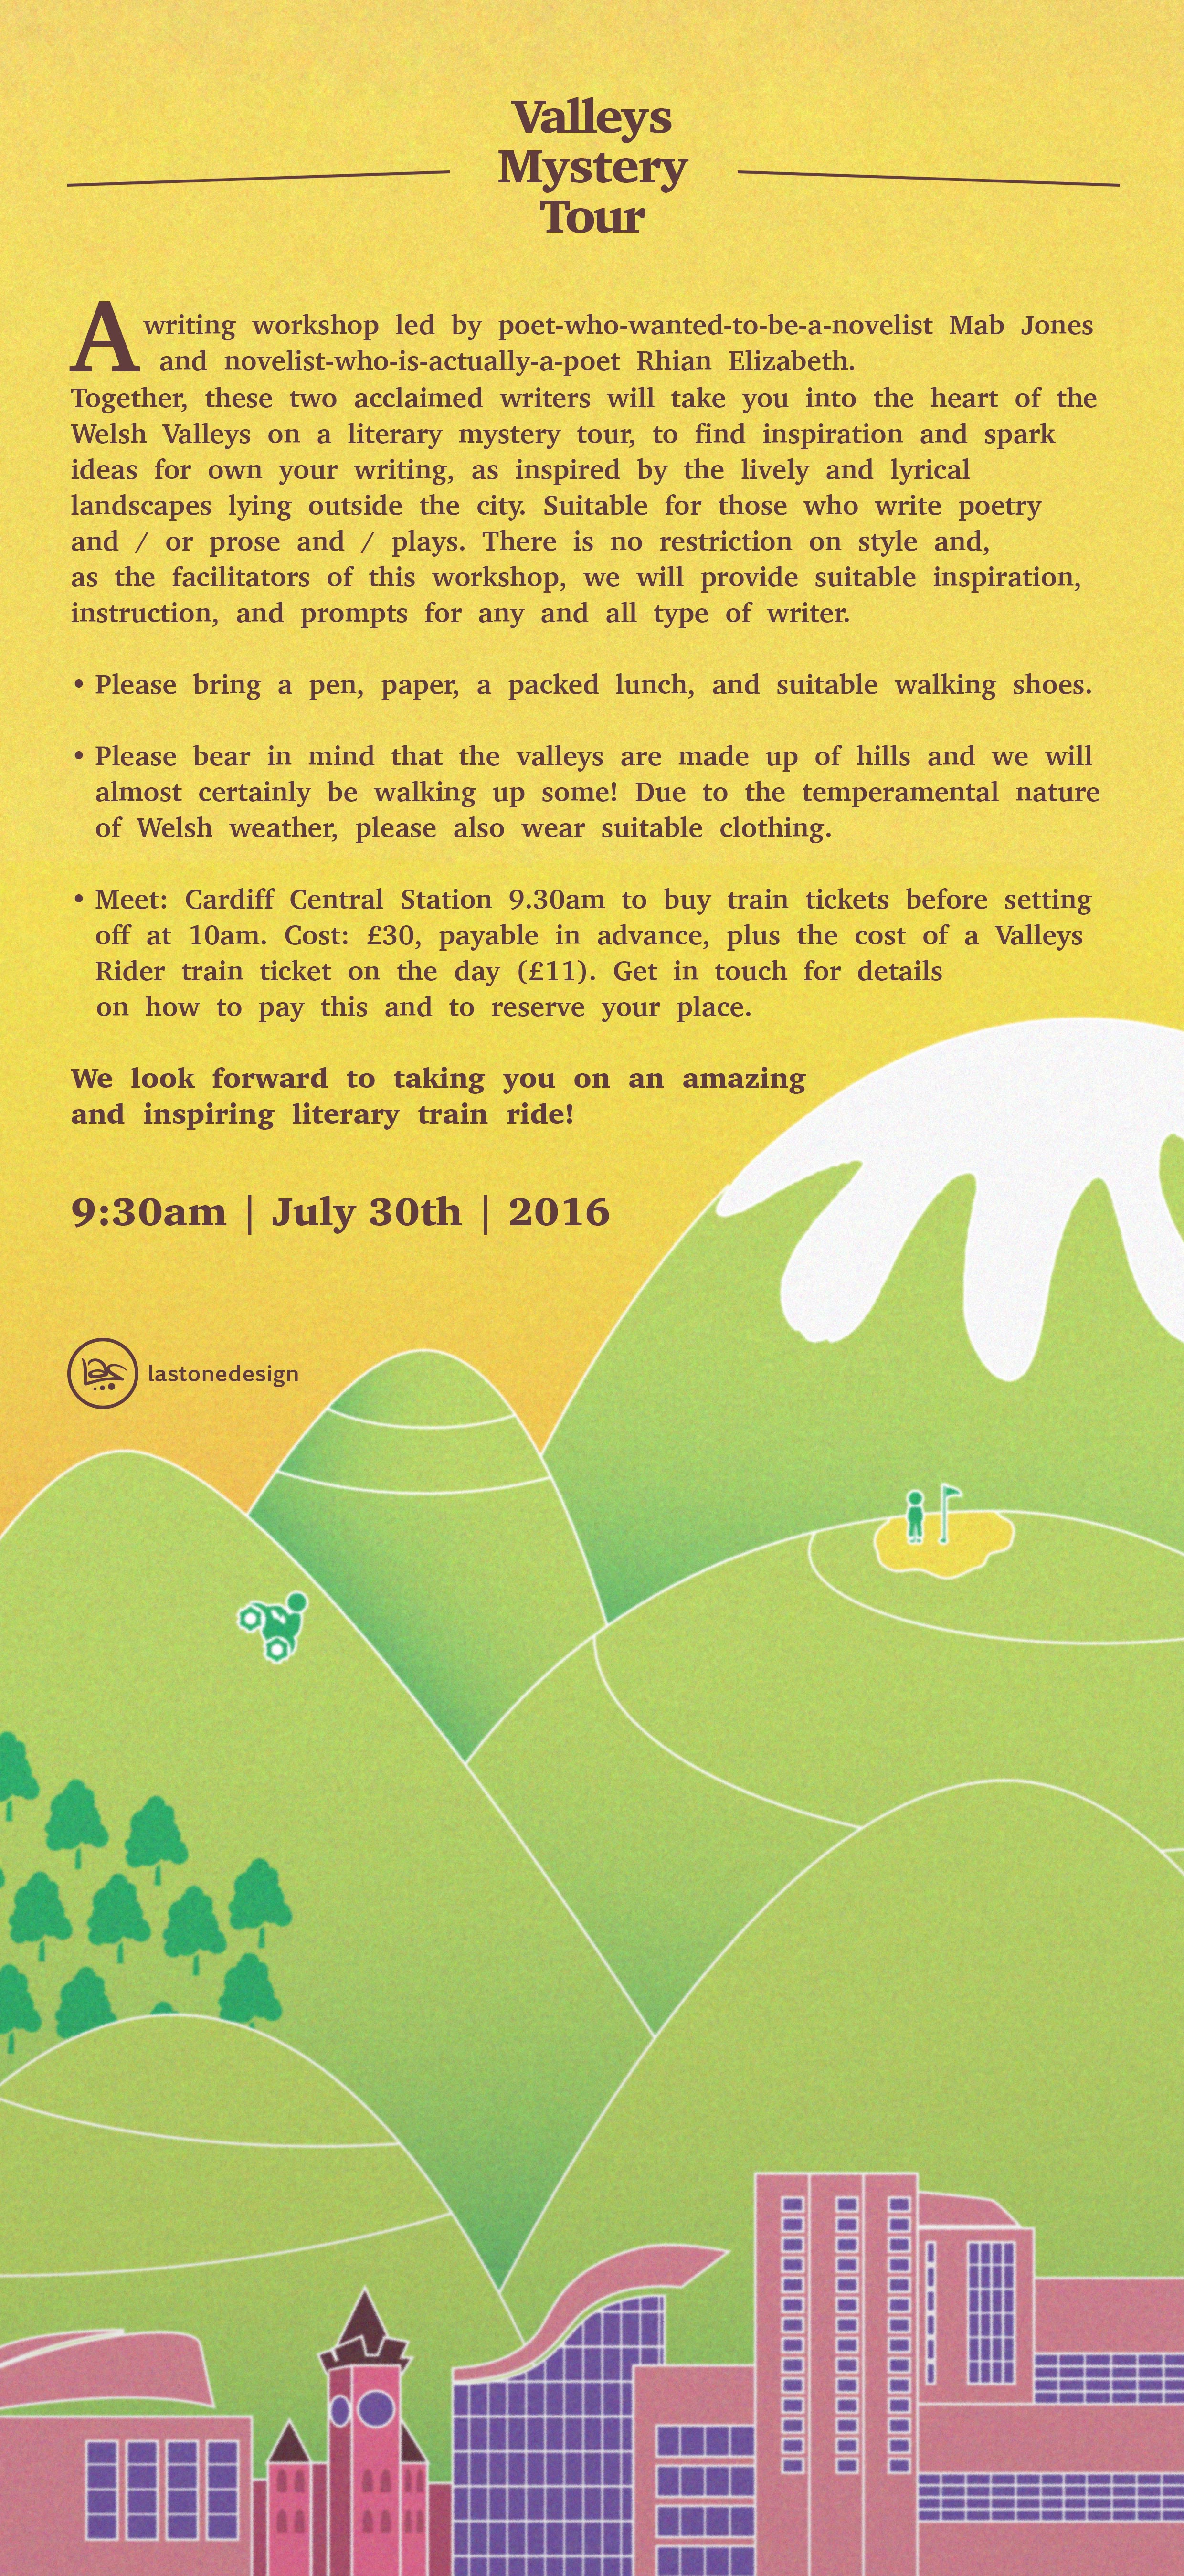 Valleys
Mystery
Tour
A writing workshop led by poet-who-wanted-to-be-a-novelist Mab Jones
and novelist-who-is-actually-a-poet Rhian Elizabeth.
Together, these two acclaimed writers will take you into the heart of the
Welsh Valleys on a literary mystery tour, to find inspiration and spark
ideas for own your writing, as inspired by the lively and lyrical
landscapes lying outside the city. Suitable for those who write poetry
and / or prose and / plays. There is no restriction on style and,
as the facilitators of this workshop, we will provide suitable inspiration,
instruction, and prompts for any and all type of writer.
• Please bring a pen, paper, a packed lunch, and suitable walking shoes.
• Please bear in mind that the valleys are made up of hills and we will
almost certainly be walking up some! Due to the temperamental nature
of Welsh weather, please also wear suitable clothing.
• Meet: Cardiff Central Station 9.30am to buy train tickets before setting
off at 10am. Cost: £30, payable in advance, plus the cost of a Valleys
Rider train ticket on the day (£11). Get in touch for details
on how to pay this and to reserve your place.
We look forward to taking you on an amazing
and inspiring literary train ride!
9:30am | July 30th | 2016
las lastonedesign